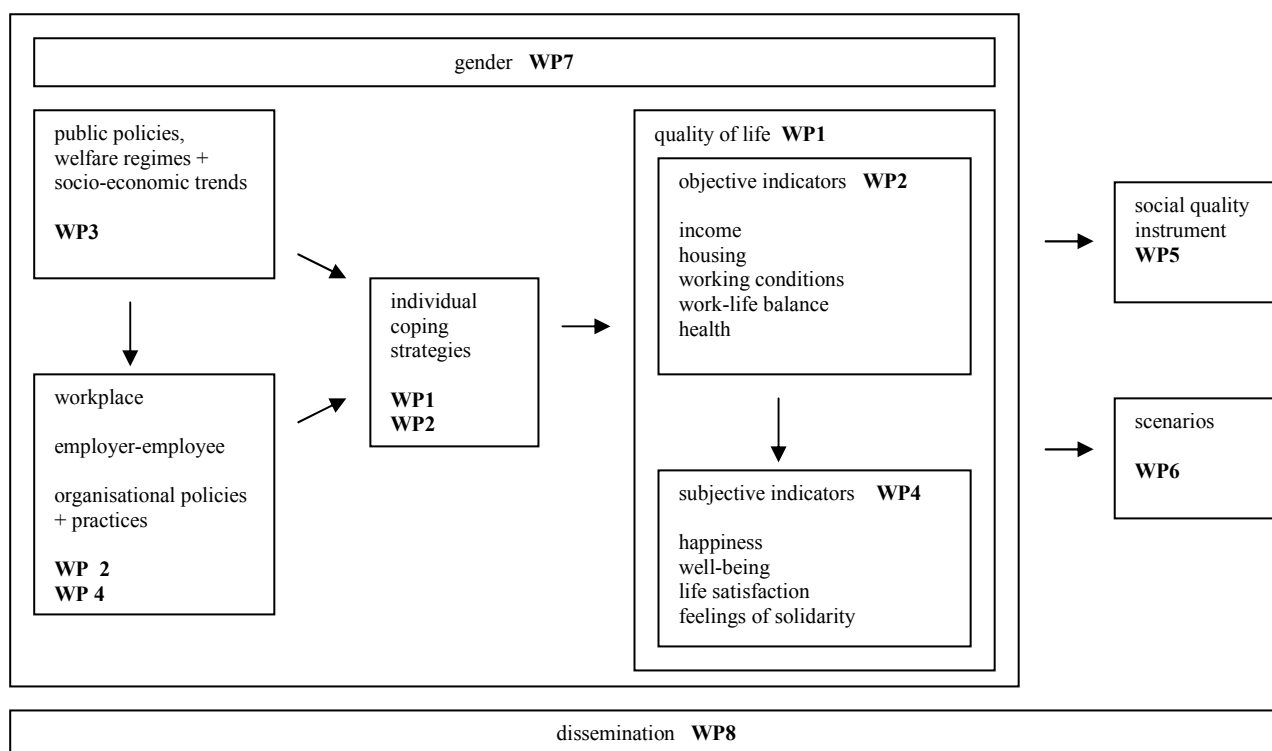 gender WP7
public policies,
welfare regimes +
socio-economic trends
WP3
workplace
employer-employee
organisational policies
+ practices
WP 2
WP 4
individual
coping
strategies
WP1
WP2
quality of life WP1
objective indicators WP2
income
housing
working conditions
work-life balance
health
subjective indicators WP4
happiness
well-being
life satisfaction
feelings of solidarity
social quality
instrument
WP5
scenarios
WP6
dissemination WP8